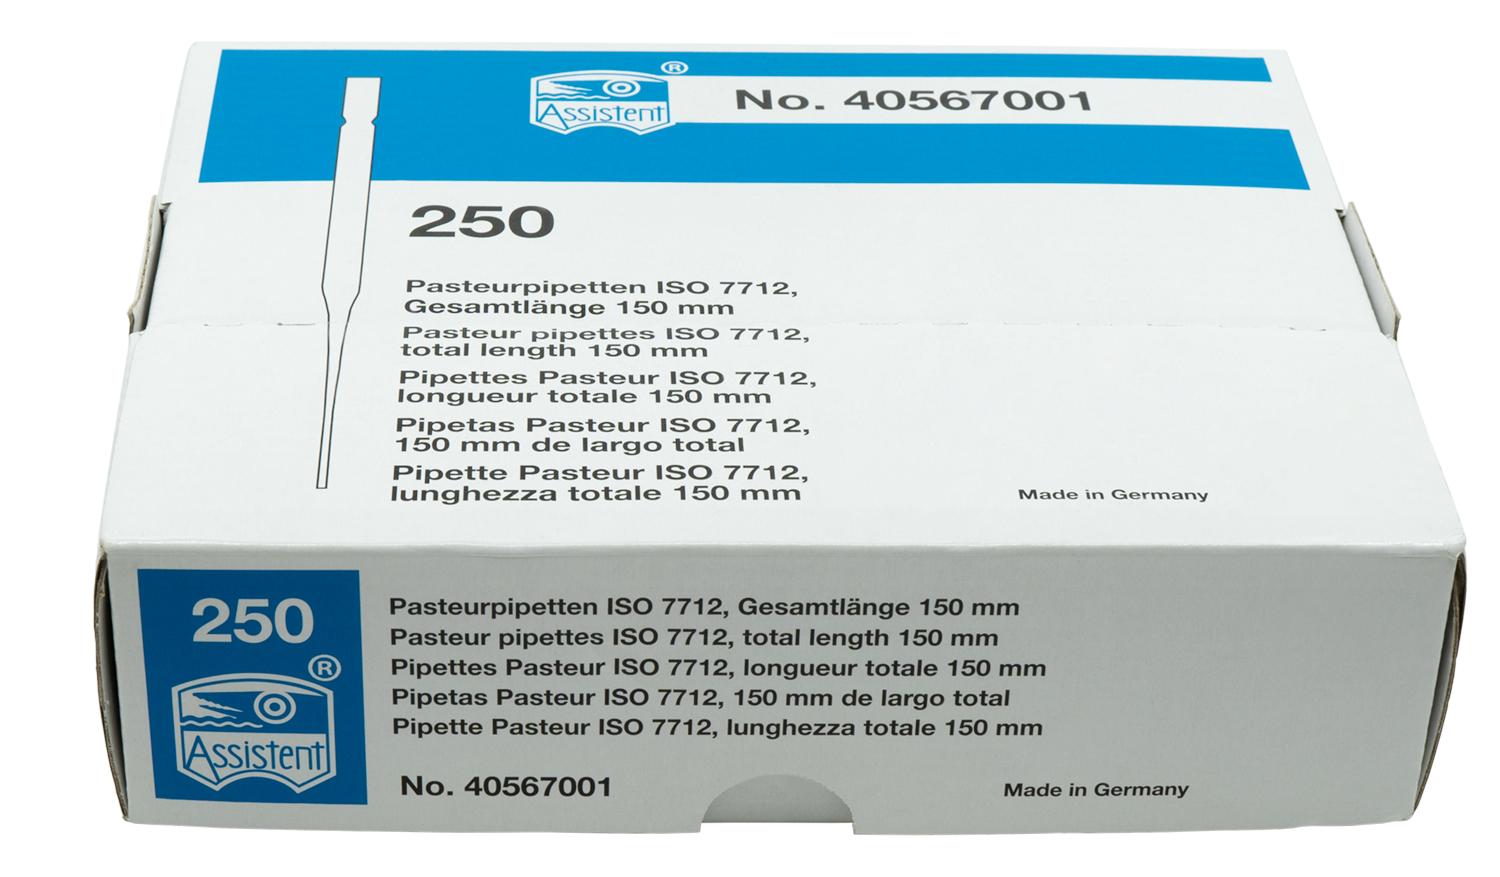 ®
Assistent
No. 40567001
250
Pasteurpipetten ISO 7712,
Gesamtlänge 150 mm
Pasteur pipettes ISO 7712,
total length 150 mm
Pipettes Pasteur ISO 7712,
longueur totale 150 mm
Pipetas Pasteur ISO 7712,
150 mm de largo total
Pipette Pasteur ISO 7712,
lunghezza totale 150 mm
Made in Germany
250
®
Assistent
Pasteurpipetten ISO 7712, Gesamtlänge 150 mm
Pasteur pipettes ISO 7712, total length 150 mm
Pipettes Pasteur ISO 7712, longueur totale 150 mm
Pipetas Pasteur ISO 7712, 150 mm de largo total
Pipette Pasteur ISO 7712, lunghezza totale 150 mm
No. 40567001
Made in Germany